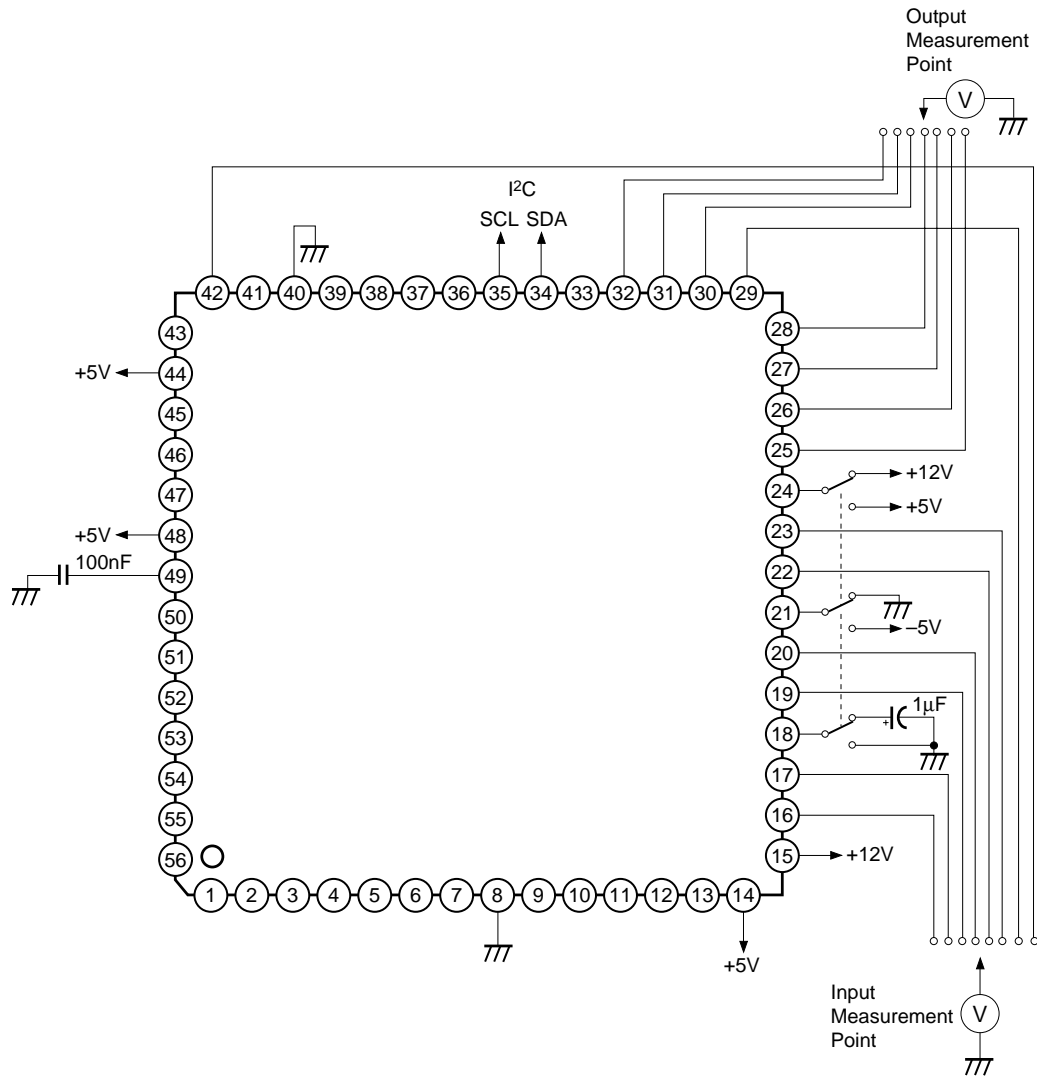 Output
Measurement
Point
V
I²C
SCL SDA
42 41 40 39 38 37 36 35 34 33 32 31 30 29
43
44
+5V
45
46
47
48
+5V
49
100nF
50
51
52
53
54
55
56
28
27
26
25
24
+12V
+5V
23
22
21
–5V
20
19
18
+
1µF
17
16
15
+12V
1 2 3 4 5 6 7 8 9 10 11 12 13 14
+5V
Input
Measurement
Point
V